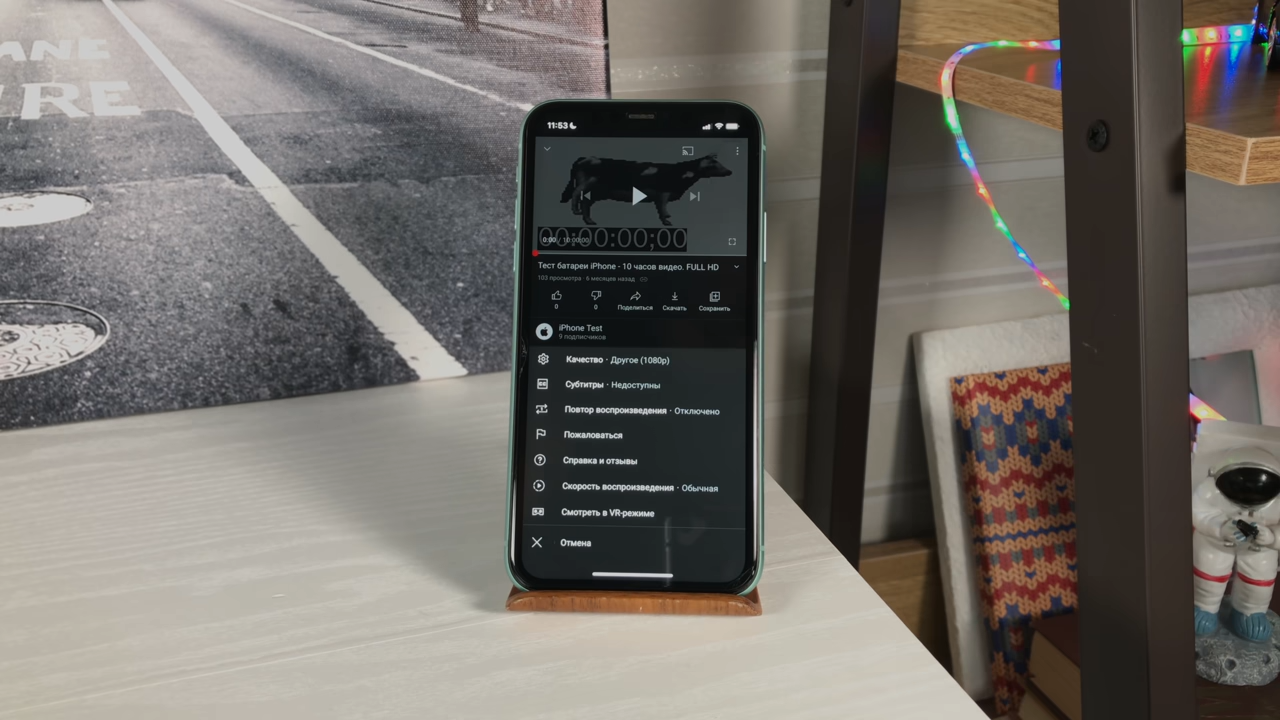 ANE
IRE
11:53
00:00:00;00
0:00 / 10:00:00
Тест батареи iPhone - 10 часов видео. FULL HD
103 просмотра · 6 месяцев назад
0
0
Поделиться
Скачать
Сохранить
iPhone Test
9 подписчиков
Качество · Другое (1080p)
Субтитры · Недоступны
Повтор воспроизведения · Отключено
Пожаловаться
Справка и отзывы
Скорость воспроизведения · Обычная
Смотреть в VR-режиме
Отмена